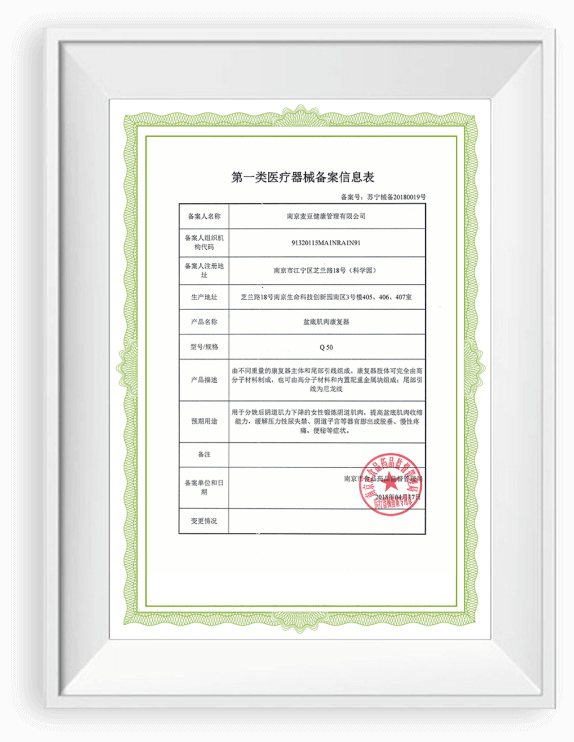 第一类医疗器械备案信息表
备案号：苏宁械备20180019号
备案人名称
南京麦豆健康管理有限公司
备案人组织机
构代码
91320115MA1NRA1N91
备案人注册地
址
南京市江宁区芝兰路18号（科学园）
生产地址
芝兰路18号南京生命科技创新园南区3号楼405、406、407室
产品名称
盆底肌肉康复器
型号/规格
Q 50
产品描述
由不同重量的康复器主体和尾部引线组成。康复器肢体可完全由高
分子材料制成，也可由高分子材料和内置配重金属块组成；尾部引
线为尼龙线
预期用途
用于分娩后阴道肌力下降的女性锻炼阴道肌肉，提高盆底肌肉收缩
能力，缓解压力性尿失禁、阴道子宫等器官膨出或脱垂、慢性疼
痛、便秘等症状。
备注
备案单位和日
期
南京市食品药品监督管理局
2018年04月17日
变更情况